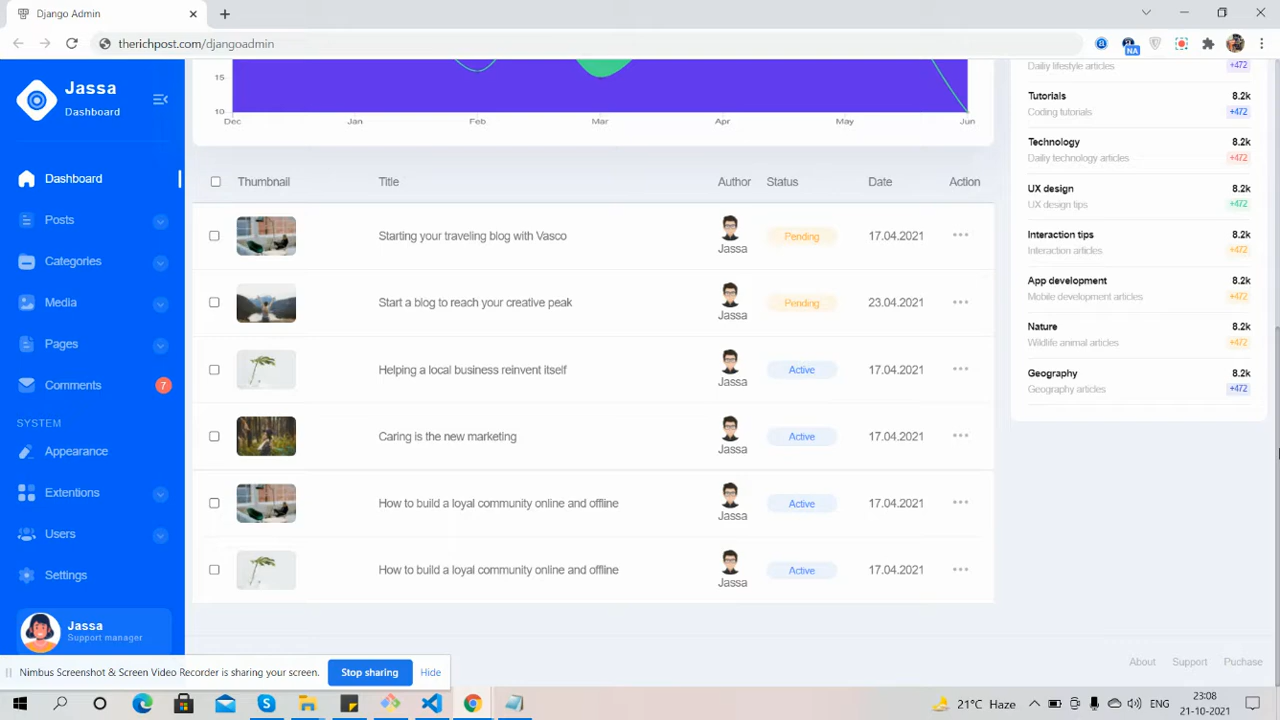 Django Admin
therichpost.com/djangoadmin
NA
Jassa
Dashboard
Dashboard
Posts
Categories
Media
Pages
Comments
7
SYSTEM
Appearance
Extentions
Users
Settings
Jassa
Support manager
15
10
Dec Jan Feb Mar Apr May Jun
Thumbnail Title Author Status Date Action
Starting your traveling blog with Vasco Jassa Pending 17.04.2021
Start a blog to reach your creative peak Jassa Pending 23.04.2021
Helping a local business reinvent itself Jassa Active 17.04.2021
Caring is the new marketing Jassa Active 17.04.2021
How to build a loyal community online and offline Jassa Active 17.04.2021
How to build a loyal community online and offline Jassa Active 17.04.2021
Dailiy lifestyle articles +472
Tutorials 8.2k
Coding tutorials +472
Technology 8.2k
Dailiy technology articles +472
UX design 8.2k
UX design tips +472
Interaction tips 8.2k
Interaction articles +472
App development 8.2k
Mobile development articles +472
Nature 8.2k
Wildlife animal articles +472
Geography 8.2k
Geography articles +472
About Support Puchase
Nimbus Screenshot & Screen Video Recorder is sharing your screen. Stop sharing Hide
21°C Haze
23:08
21-10-2021